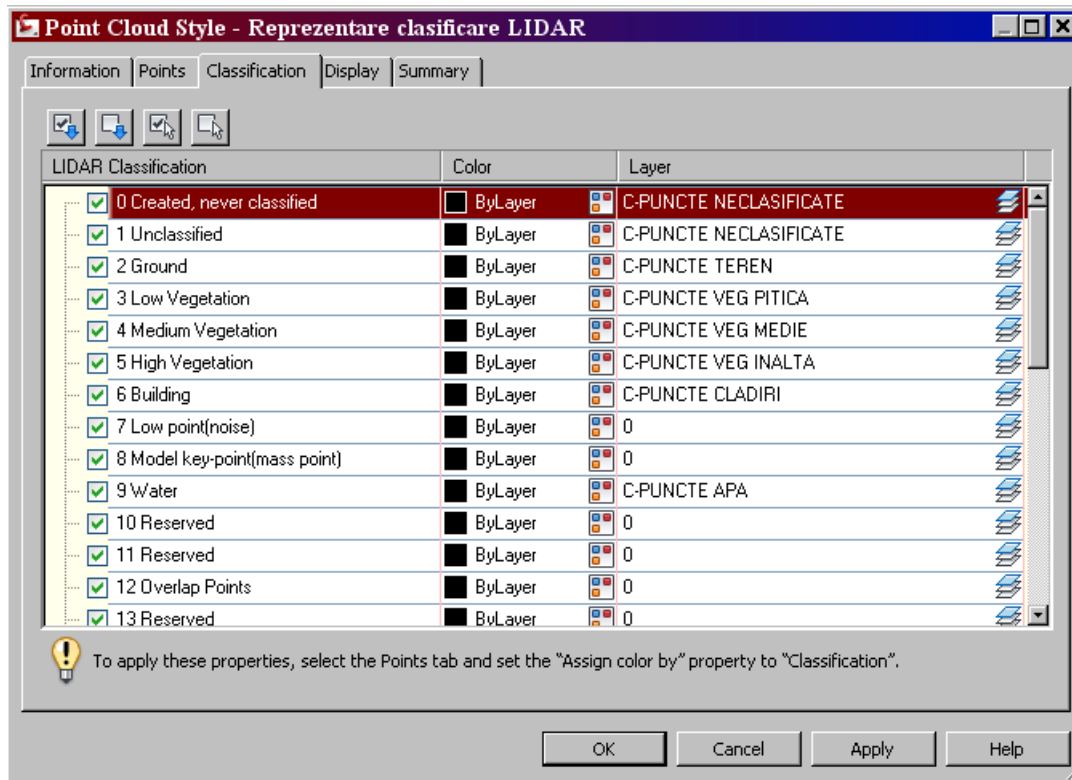 Point Cloud Style - Reprezentare clasificare LIDAR
Information Points Classification Display Summary
LIDAR Classification Color Layer
0 Created, never classified ByLayer C-PUNCTE NECLASIFICATE
1 Unclassified ByLayer C-PUNCTE NECLASIFICATE
2 Ground ByLayer C-PUNCTE TEREN
3 Low Vegetation ByLayer C-PUNCTE VEG PITICA
4 Medium Vegetation ByLayer C-PUNCTE VEG MEDIE
5 High Vegetation ByLayer C-PUNCTE VEG INALTA
6 Building ByLayer C-PUNCTE CLADIRI
7 Low point(noise) ByLayer 0
8 Model key-point(mass point) ByLayer 0
9 Water ByLayer C-PUNCTE APA
10 Reserved ByLayer 0
11 Reserved ByLayer 0
12 Overlap Points ByLayer 0
13 Reserved ByLayer 0
To apply these properties, select the Points tab and set the "Assign color by" property to "Classification".
OK Cancel Apply Help